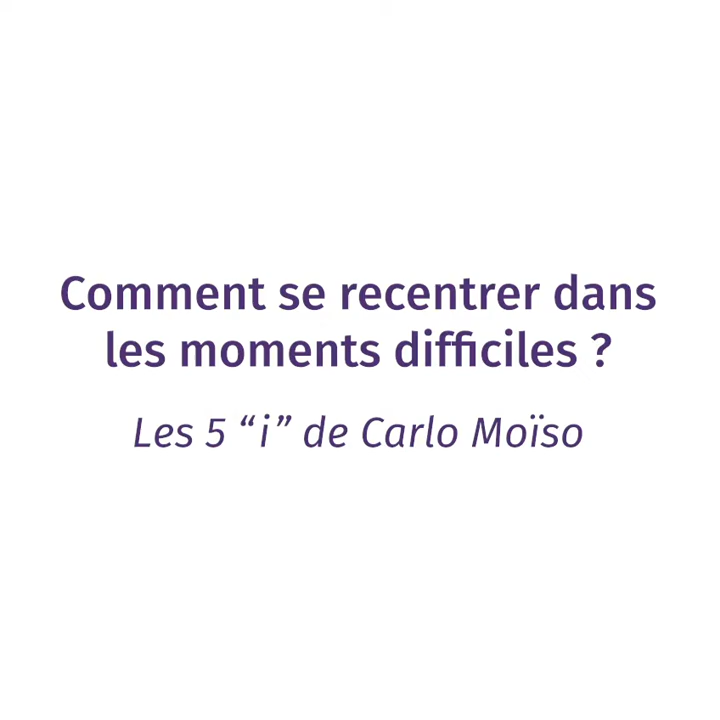 Comment se recentrer dans
les moments difficiles ?
Les 5 “i” de Carlo Moïso